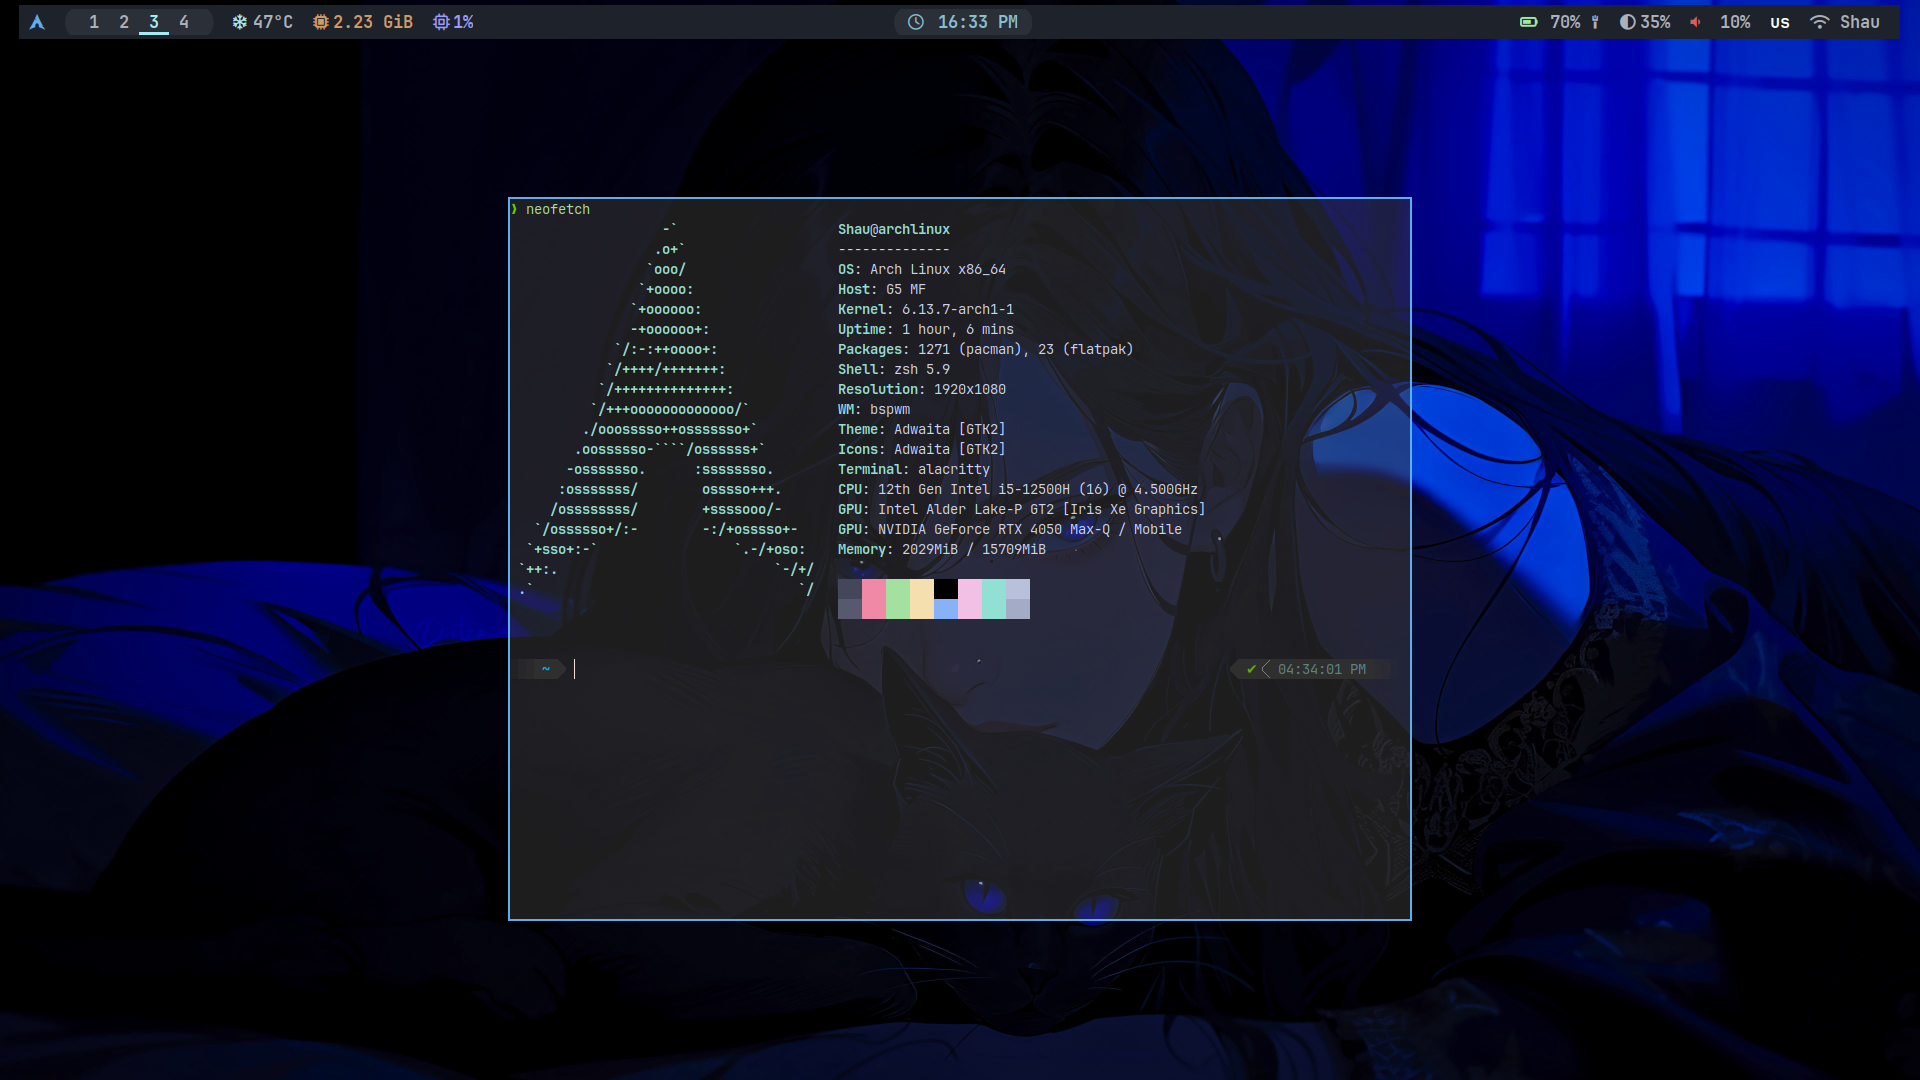 1 2 3 4 47°C 2.23 GiB 1% 16:33 PM 70% 35% 10% US Shau
❯ neofetch
-`
.o+`
`ooo/
`+oooo:
`+oooooo:
-+oooooo+:
`/:-:++oooo+:
`/++++/+++++++:
`/++++++++++++++:
`/+++ooooooooooooo/`
./ooosssso++osssssso+`
.oossssso-````/ossssss+`
-osssssso. :ssssssso.
:osssssss/ osssso+++.
/ossssssss/ +ssssooo/-
`/ossssso+/:- -:/+osssso+-
`+sso+:-` `.-/+oso:
`++:. `-/+/
.` `/
Shau@archlinux
--------------
OS: Arch Linux x86_64
Host: G5 MF
Kernel: 6.13.7-arch1-1
Uptime: 1 hour, 6 mins
Packages: 1271 (pacman), 23 (flatpak)
Shell: zsh 5.9
Resolution: 1920x1080
WM: bspwm
Theme: Adwaita [GTK2]
Icons: Adwaita [GTK2]
Terminal: alacritty
CPU: 12th Gen Intel i5-12500H (16) @ 4.500GHz
GPU: Intel Alder Lake-P GT2 [Iris Xe Graphics]
GPU: NVIDIA GeForce RTX 4050 Max-Q / Mobile
Memory: 2029MiB / 15709MiB
~ ✔ 04:34:01 PM